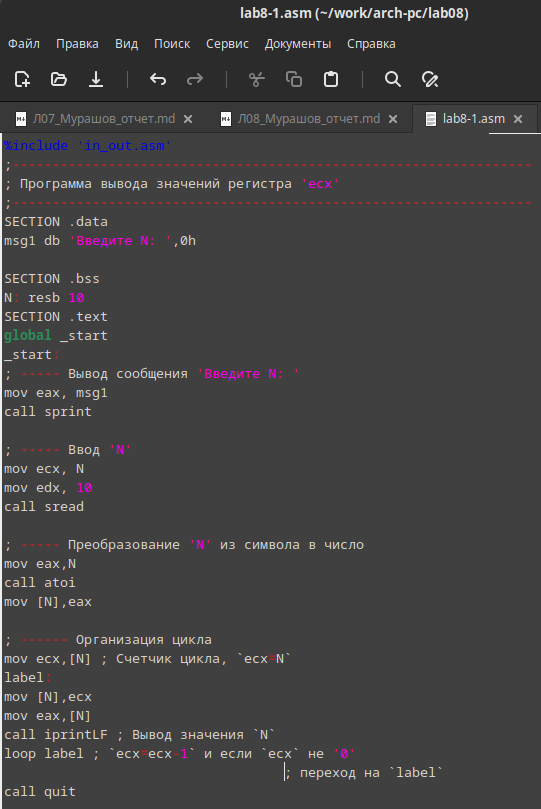 lab8-1.asm (~/work/arch-pc/lab08)
Файл Правка Вид Поиск Сервис Документы Справка
Л07_Мурашов_отчет.md Л08_Мурашов_отчет.md lab8-1.asm
%include 'in_out.asm'
;-----------------------------------------------------------------
; Программа вывода значений регистра 'ecx'
;-----------------------------------------------------------------
SECTION .data
msg1 db 'Введите N: ',0h
SECTION .bss
N: resb 10
SECTION .text
global _start
_start:
; ----- Вывод сообщения 'Введите N: '
mov eax, msg1
call sprint
; ----- Ввод 'N'
mov ecx, N
mov edx, 10
call sread
; ----- Преобразование 'N' из символа в число
mov eax,N
call atoi
mov [N],eax
; ------ Организация цикла
mov ecx,[N] ; Счетчик цикла, `ecx=N`
label:
mov [N],ecx
mov eax,[N]
call iprintLF ; Вывод значения `N`
loop label ; `ecx=ecx-1` и если `ecx` не '0'
; переход на `label`
call quit